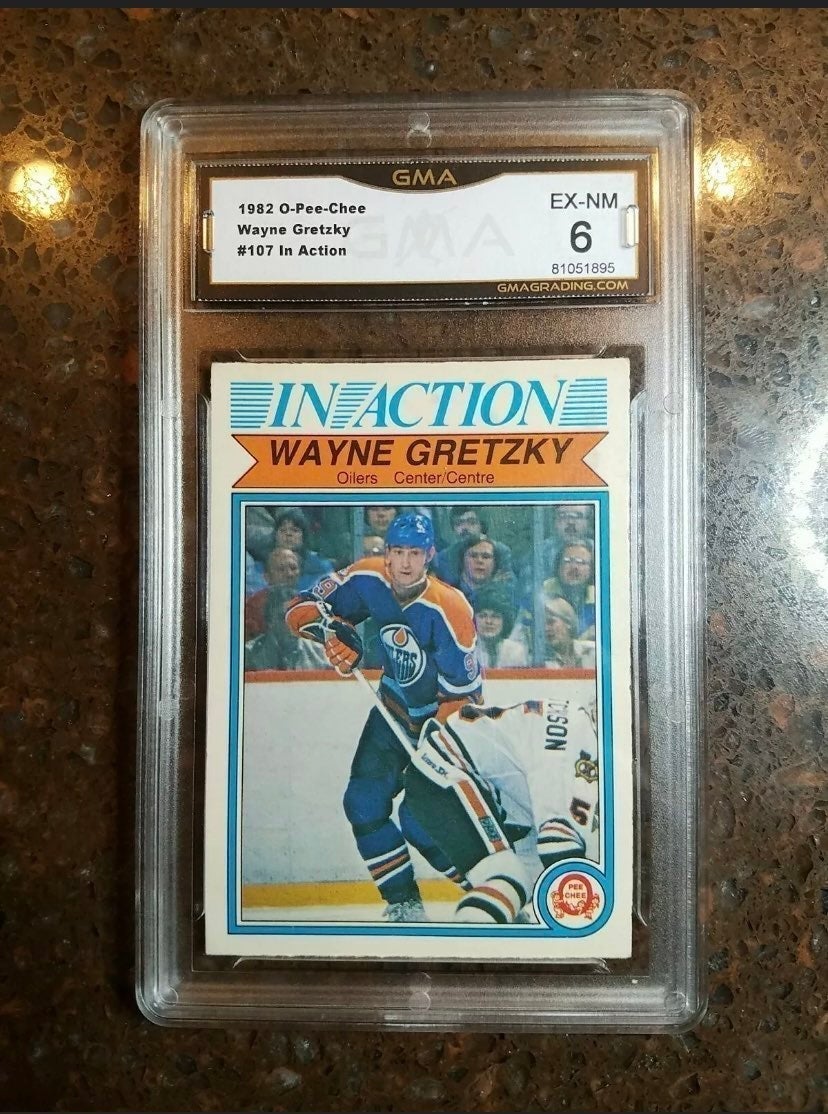 GMA
1982 O-Pee-Chee
Wayne Gretzky
#107 In Action
EX-NM
6
81051895
GMAGRADING.COM
IN ACTION
WAYNE GRETZKY
Oilers Center/Centre
OILERS
PEE
CHEE